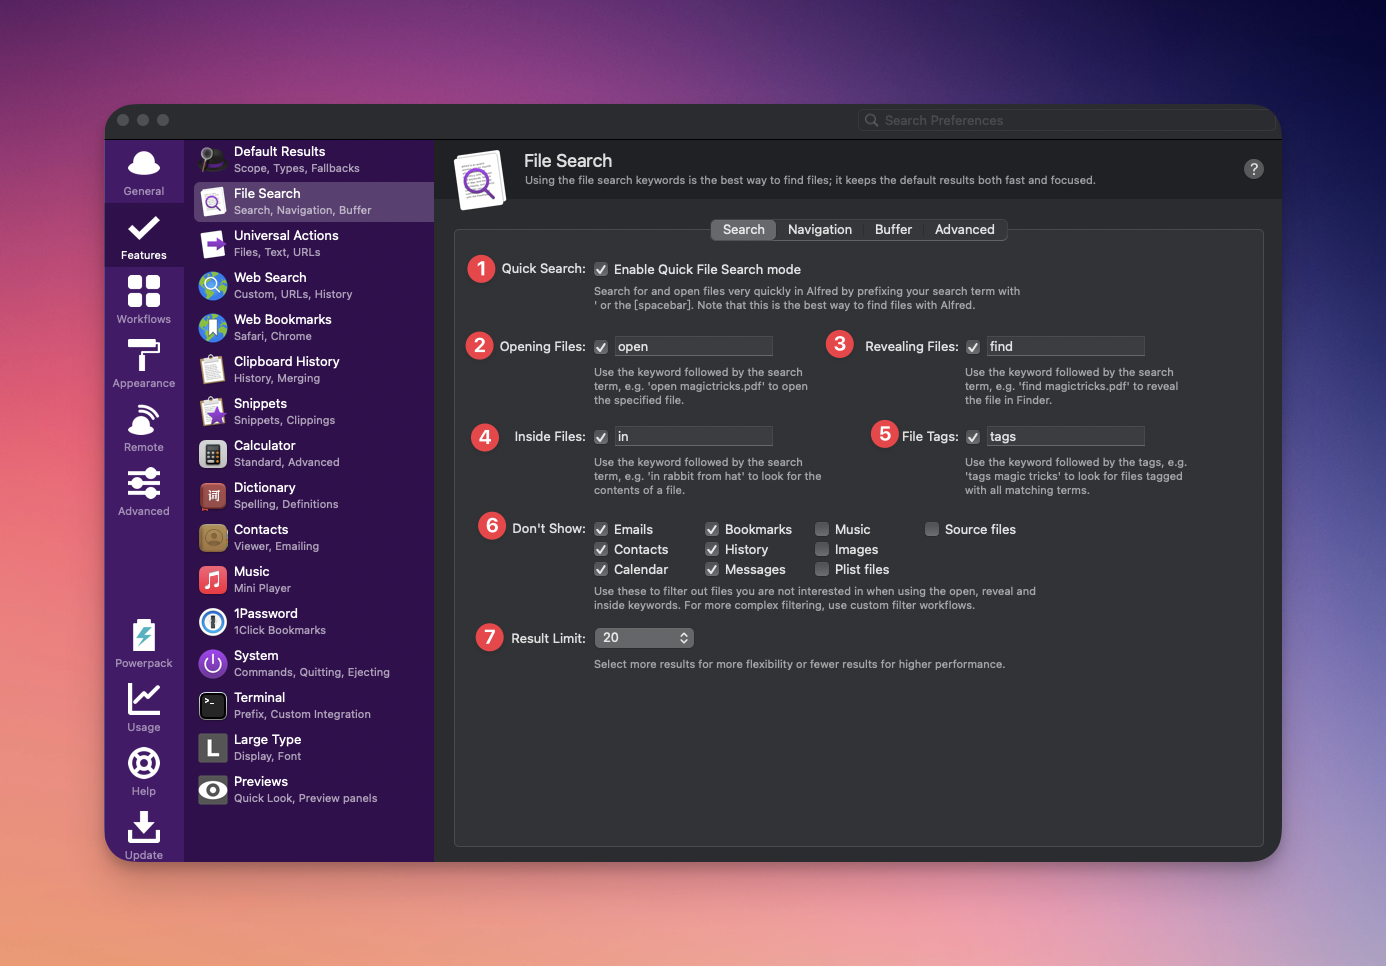 Search Preferences
General
Features
Workflows
Appearance
Remote
Advanced
Powerpack
Usage
Help
Update
Default Results
Scope, Types, Fallbacks
File Search
Search, Navigation, Buffer
Universal Actions
Files, Text, URLs
Web Search
Custom, URLs, History
Web Bookmarks
Safari, Chrome
Clipboard History
History, Merging
Snippets
Snippets, Clippings
Calculator
Standard, Advanced
词
Dictionary
Spelling, Definitions
Contacts
Viewer, Emailing
Music
Mini Player
1Password
1Click Bookmarks
System
Commands, Quitting, Ejecting
>-
Terminal
Prefix, Custom Integration
L
Large Type
Display, Font
Previews
Quick Look, Preview panels
File Search
Using the file search keywords is the best way to find files; it keeps the default results both fast and focused.
?
Search Navigation Buffer Advanced
1 Quick Search: Enable Quick File Search mode
Search for and open files very quickly in Alfred by prefixing your search term with
' or the [spacebar]. Note that this is the best way to find files with Alfred.
2 Opening Files: open
Use the keyword followed by the search
term, e.g. 'open magictricks.pdf' to open
the specified file.
3 Revealing Files: find
Use the keyword followed by the search
term, e.g. 'find magictricks.pdf' to reveal
the file in Finder.
4 Inside Files: in
Use the keyword followed by the search
term, e.g. 'in rabbit from hat' to look for the
contents of a file.
5 File Tags: tags
Use the keyword followed by the tags, e.g.
'tags magic tricks' to look for files tagged
with all matching terms.
6 Don't Show: Emails Bookmarks Music Source files
Contacts History Images
Calendar Messages Plist files
Use these to filter out files you are not interested in when using the open, reveal and
inside keywords. For more complex filtering, use custom filter workflows.
7 Result Limit: 20
Select more results for more flexibility or fewer results for higher performance.